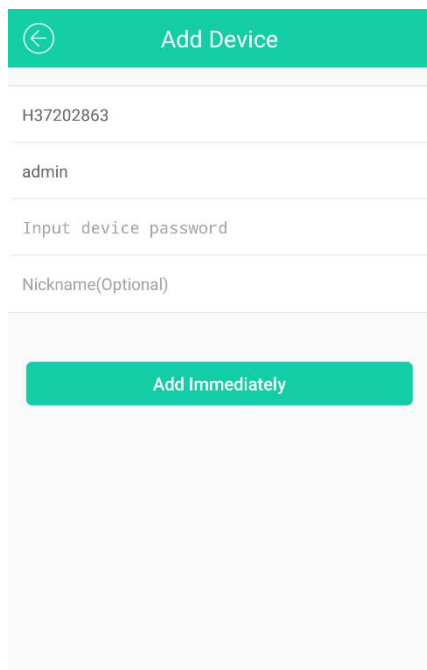 Add Device
H37202863
admin
Input device password
Nickname(Optional)
Add Immediately